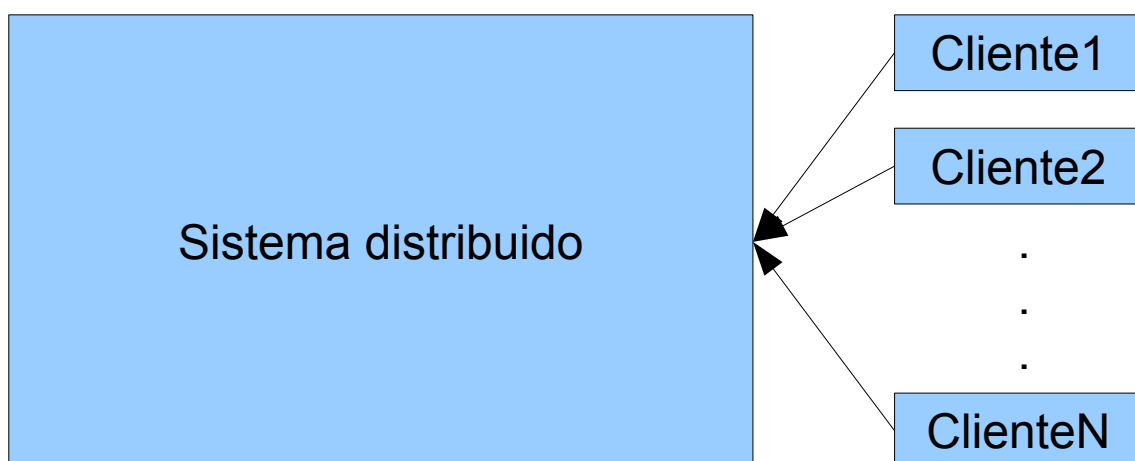 Cliente1
Cliente2
Sistema distribuido
.
.
.
ClienteN